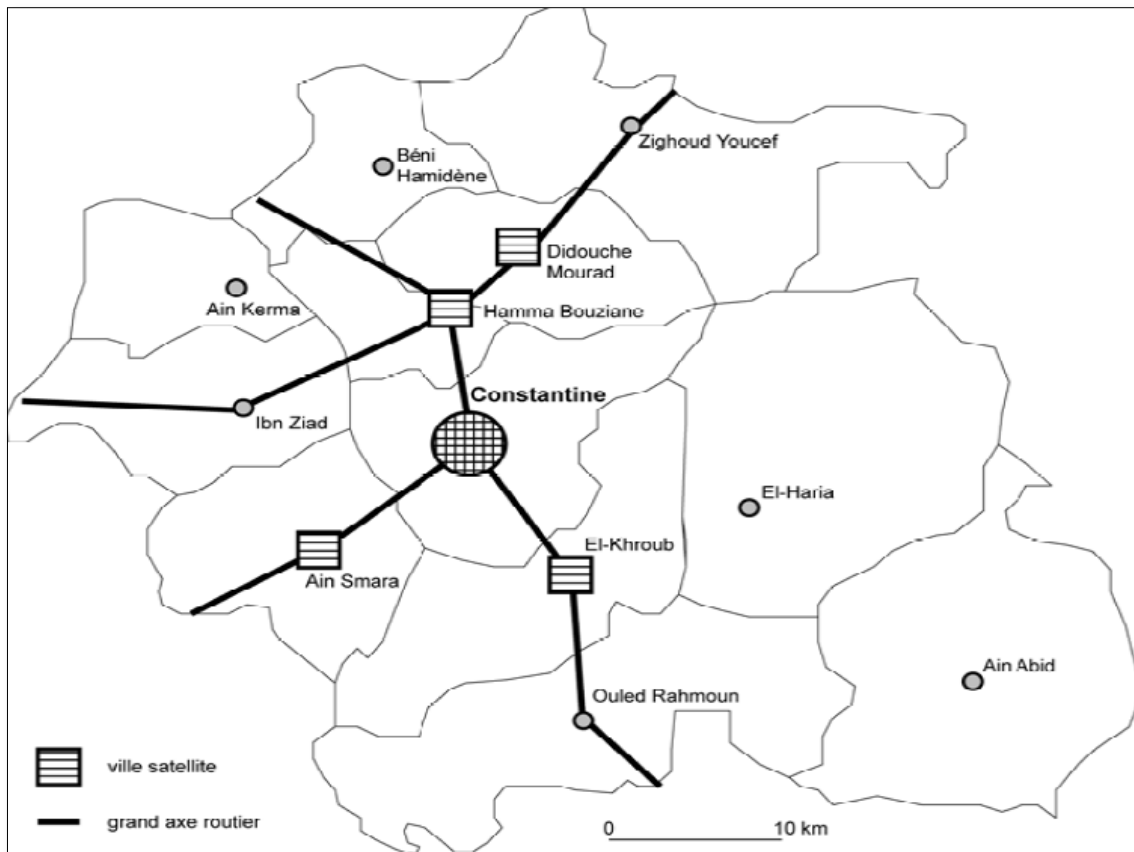 Zighoud Youcef
Béni
Hamidène
Didouche
Mourad
Ain Kerma
Hamma Bouziane
Constantine
Ibn Ziad
El-Haria
El-Khroub
Ain Smara
Ain Abid
Ouled Rahmoun
ville satellite
grand axe routier
0 10 km